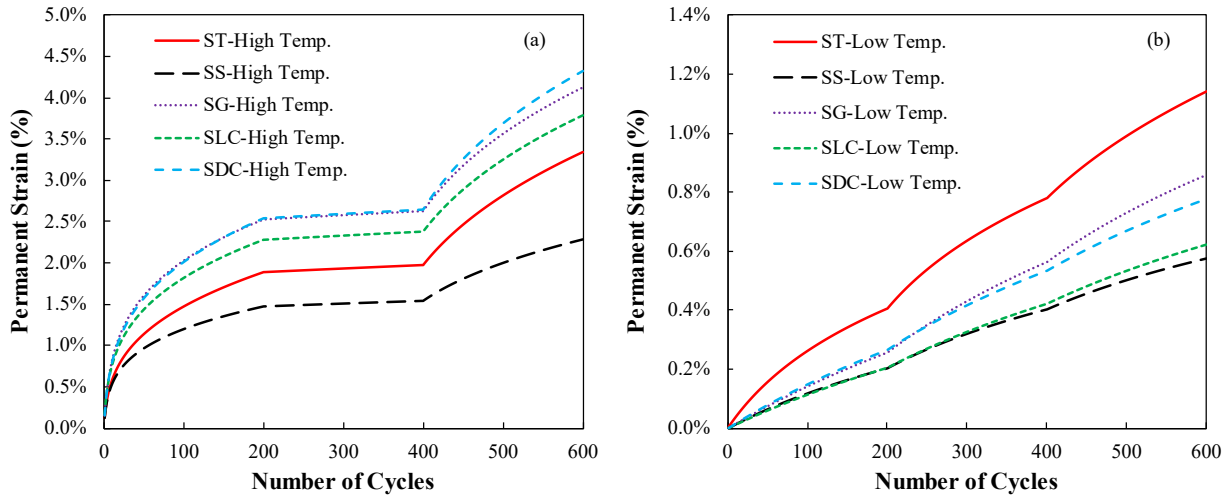 5.0%
4.5%
4.0%
3.5%
3.0%
2.5%
2.0%
1.5%
1.0%
0.5%
0.0%
Permanent Strain (%)
ST-High Temp.
SS-High Temp.
SG-High Temp.
SLC-High Temp.
SDC-High Temp.
(a)
0 100 200 300 400 500 600
Number of Cycles
1.4%
1.2%
1.0%
0.8%
0.6%
0.4%
0.2%
0.0%
Permanent Strain (%)
ST-Low Temp.
SS-Low Temp.
SG-Low Temp.
SLC-Low Temp.
SDC-Low Temp.
(b)
0 100 200 300 400 500 600
Number of Cycles